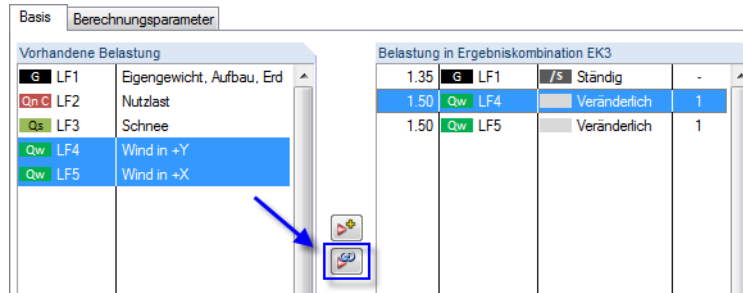 Basis Berechnungsparameter
Vorhandene Belastung
G LF1 Eigengewicht, Aufbau, Erd
Qn C LF2 Nutzlast
Qs LF3 Schnee
Qw LF4 Wind in +Y
Qw LF5 Wind in +X
Belastung in Ergebniskombination EK3
1.35 G LF1 /S Ständig -
1.50 Qw LF4 Veränderlich 1
1.50 Qw LF5 Veränderlich 1